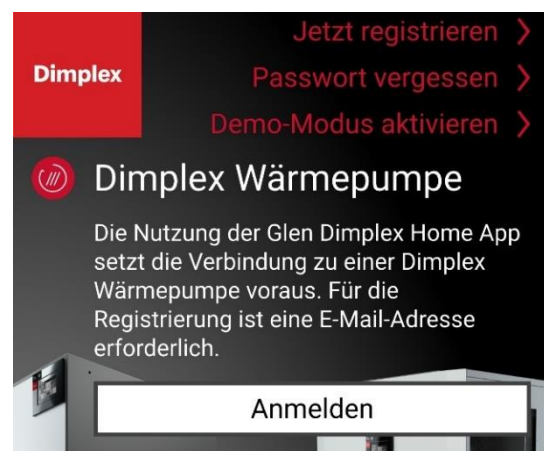 Jetzt registrieren
Dimplex
Passwort vergessen
Demo-Modus aktivieren
Dimplex Wärmepumpe
Die Nutzung der Glen Dimplex Home App
setzt die Verbindung zu einer Dimplex
Wärmepumpe voraus. Für die
Registrierung ist eine E-Mail-Adresse
erforderlich.
Anmelden